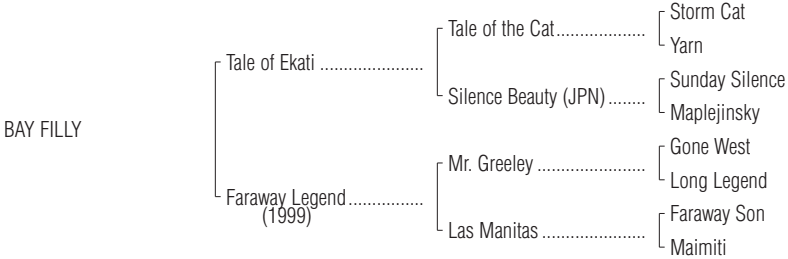 Storm Cat
Tale of the Cat....................
Yarn
Tale of Ekati ......................
Sunday Silence
Silence Beauty (JPN) ........
Maplejinsky
BAY FILLY
Gone West
Mr. Greeley .......................
Long Legend
Faraway Legend................
(1999)
Faraway Son
Las Manitas ......................
Maimiti